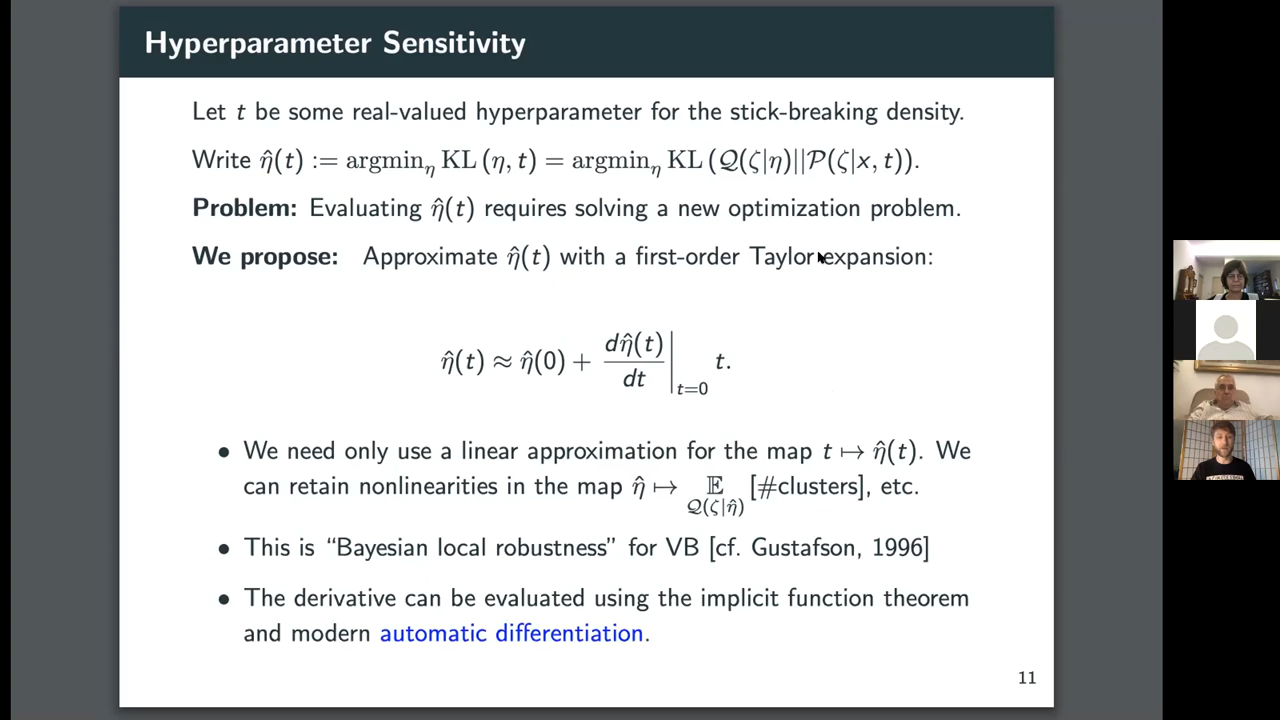 Hyperparameter Sensitivity
Let t be some real-valued hyperparameter for the stick-breaking density.
Write η̂(t) := argmin_η KL (η, t) = argmin_η KL (Q(ζ|η)||P(ζ|x, t)).
Problem: Evaluating η̂(t) requires solving a new optimization problem.
We propose: Approximate η̂(t) with a first-order Taylor expansion:
η̂(t) ≈ η̂(0) + dη̂(t)/dt |_{t=0} t.
• We need only use a linear approximation for the map t ↦ η̂(t). We
can retain nonlinearities in the map η̂ ↦ 𝔼_{Q(ζ|η̂)} [#clusters], etc.
• This is “Bayesian local robustness” for VB [cf. Gustafson, 1996]
• The derivative can be evaluated using the implicit function theorem
and modern automatic differentiation.
11